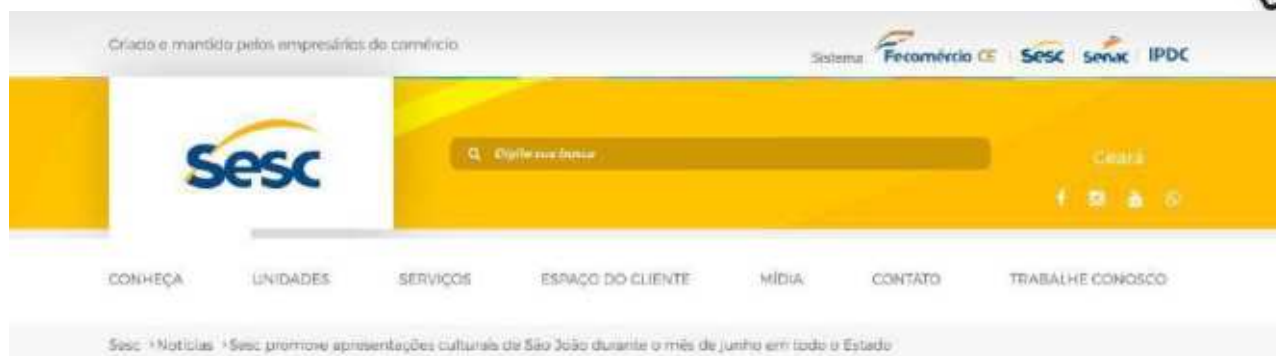 Criado e mantido pelos empresários do comércio
Sistema Fecomércio CE Sesc Senac IPDC
Sesc
Digite sua busca
Ceará
CONHEÇA UNIDADES SERVIÇOS ESPAÇO DO CLIENTE MÍDIA CONTATO TRABALHE CONOSCO
Sesc › Notícias › Sesc promove apresentações culturais de São João durante o mês de junho em todo o Estado